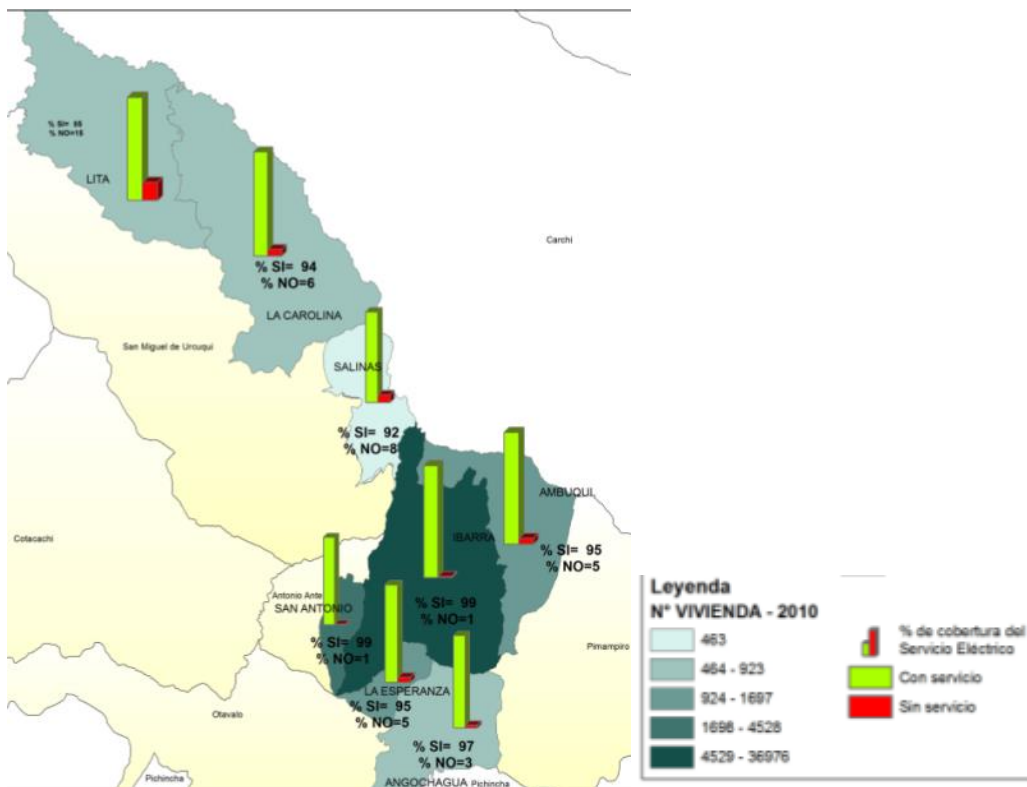 % SI= 85
% NO=15
LITA
Carchi
% SI= 94
% NO=6
LA CAROLINA
San Miguel de Urcuqui
SALINAS
% SI= 92
% NO=8
AMBUQUI
Cotacachi
IBARRA
% SI= 95
% NO=5
Antonio Ante
SAN ANTONIO
% SI= 99
% NO=1
% SI= 99
% NO=1
Pimampiro
LA ESPERANZA
% SI= 95
% NO=5
Otavalo
% SI= 97
% NO=3
Pichincha
ANGOCHAGUA
Pichincha
Leyenda
N° VIVIENDA - 2010
463
464 - 923
924 - 1697
1698 - 4528
4529 - 36976
% de cobertura del
Servicio Eléctrico
Con servicio
Sin servicio